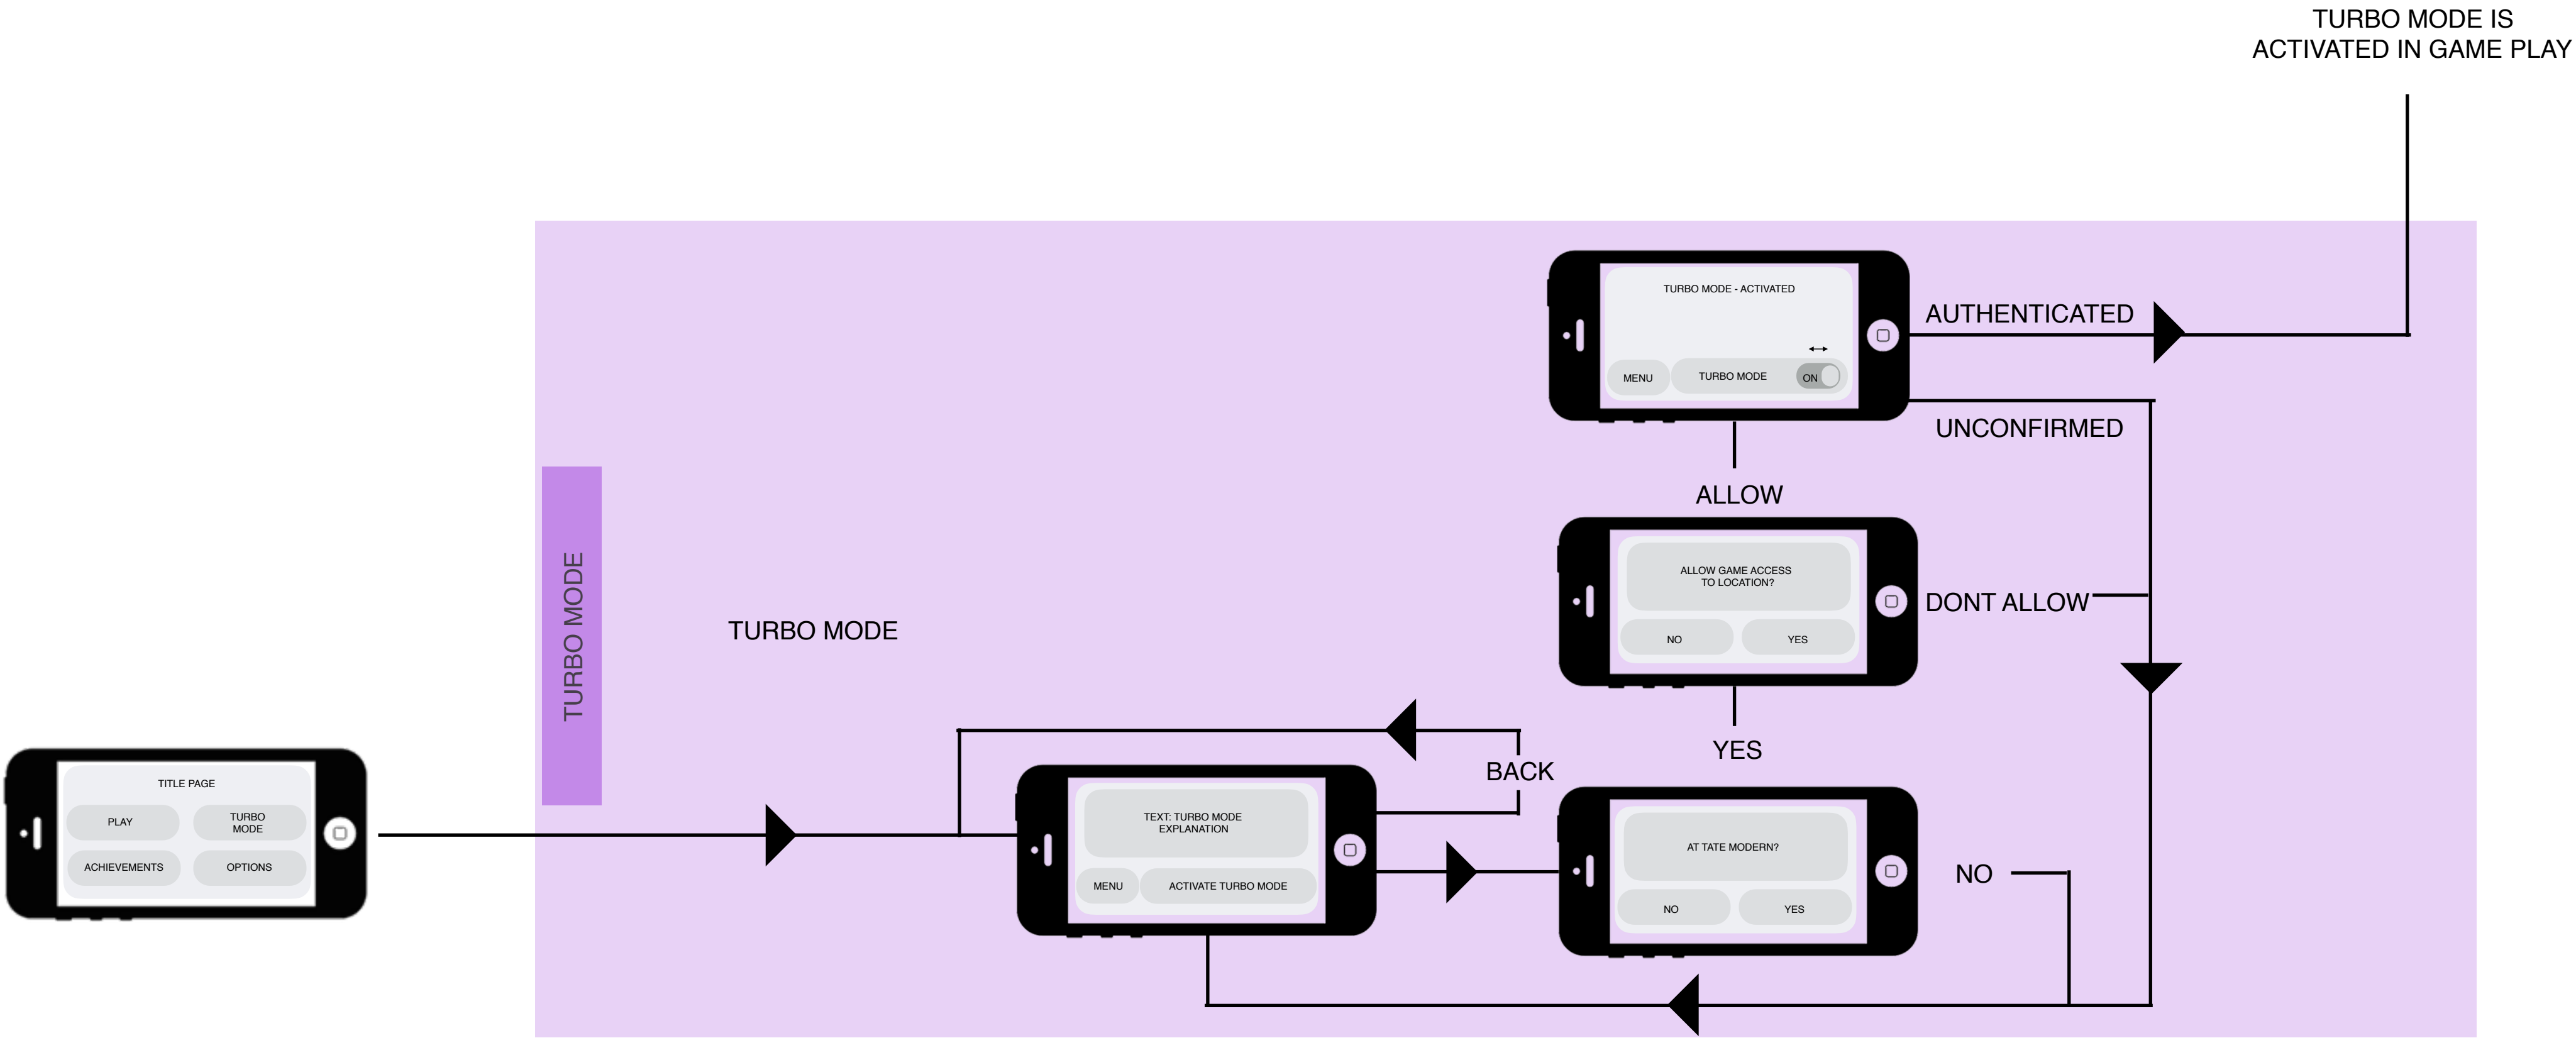 TURBO MODE IS
ACTIVATED IN GAME PLAY
TURBO MODE - ACTIVATED
MENU
TURBO MODE
ON
AUTHENTICATED
UNCONFIRMED
ALLOW
ALLOW GAME ACCESS
TO LOCATION?
NO
YES
DONT ALLOW
TURBO MODE
TURBO MODE
YES
BACK
TITLE PAGE
PLAY
TURBO
MODE
ACHIEVEMENTS
OPTIONS
TEXT: TURBO MODE
EXPLANATION
MENU
ACTIVATE TURBO MODE
AT TATE MODERN?
NO
YES
NO